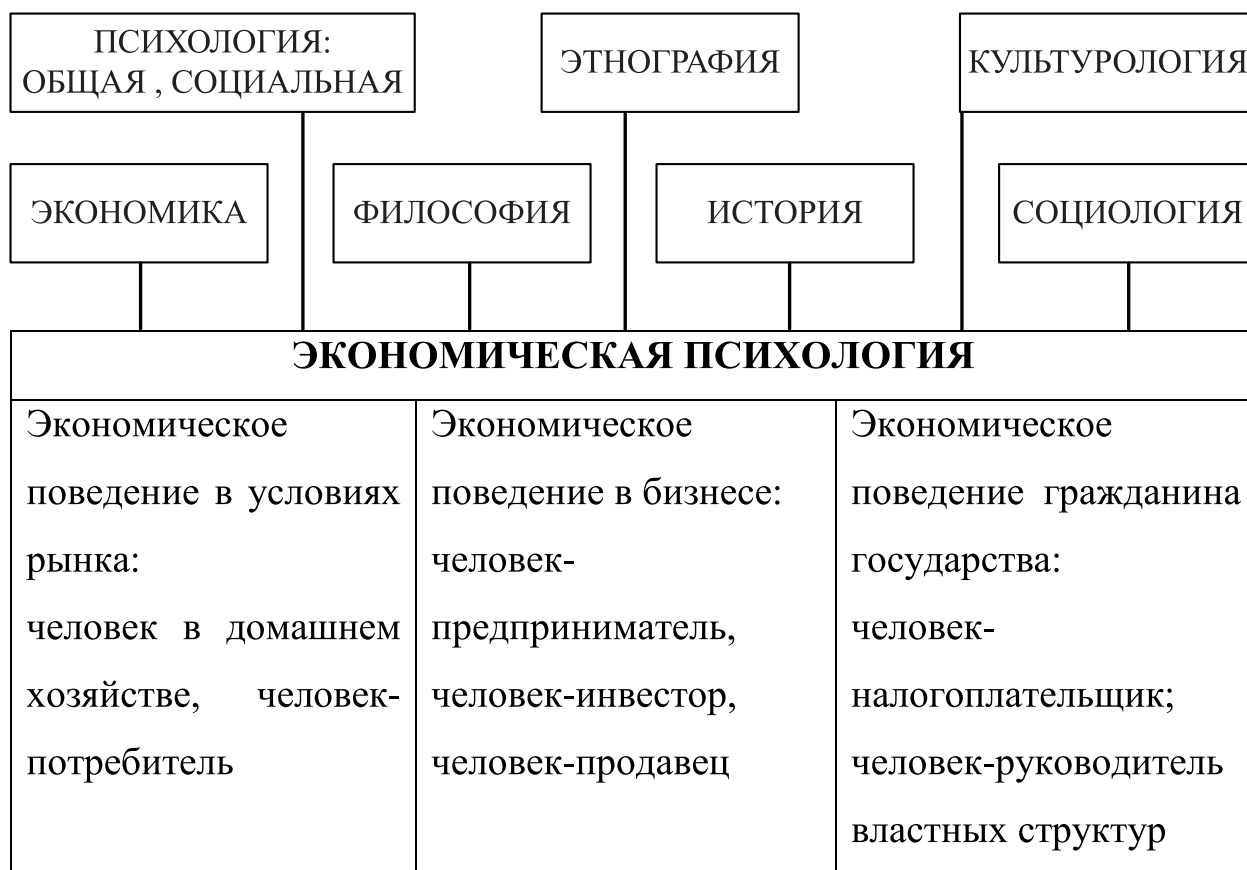 ПСИХОЛОГИЯ:
ОБЩАЯ , СОЦИАЛЬНАЯ
ЭТНОГРАФИЯ
КУЛЬТУРОЛОГИЯ
ЭКОНОМИКА
ФИЛОСОФИЯ
ИСТОРИЯ
СОЦИОЛОГИЯ
ЭКОНОМИЧЕСКАЯ ПСИХОЛОГИЯ
Экономическое
поведение в условиях
рынка:
человек в домашнем
хозяйстве, человек-
потребитель
Экономическое
поведение в бизнесе:
человек-
предприниматель,
человек-инвестор,
человек-продавец
Экономическое
поведение гражданина
государства:
человек-
налогоплательщик;
человек-руководитель
властных структур